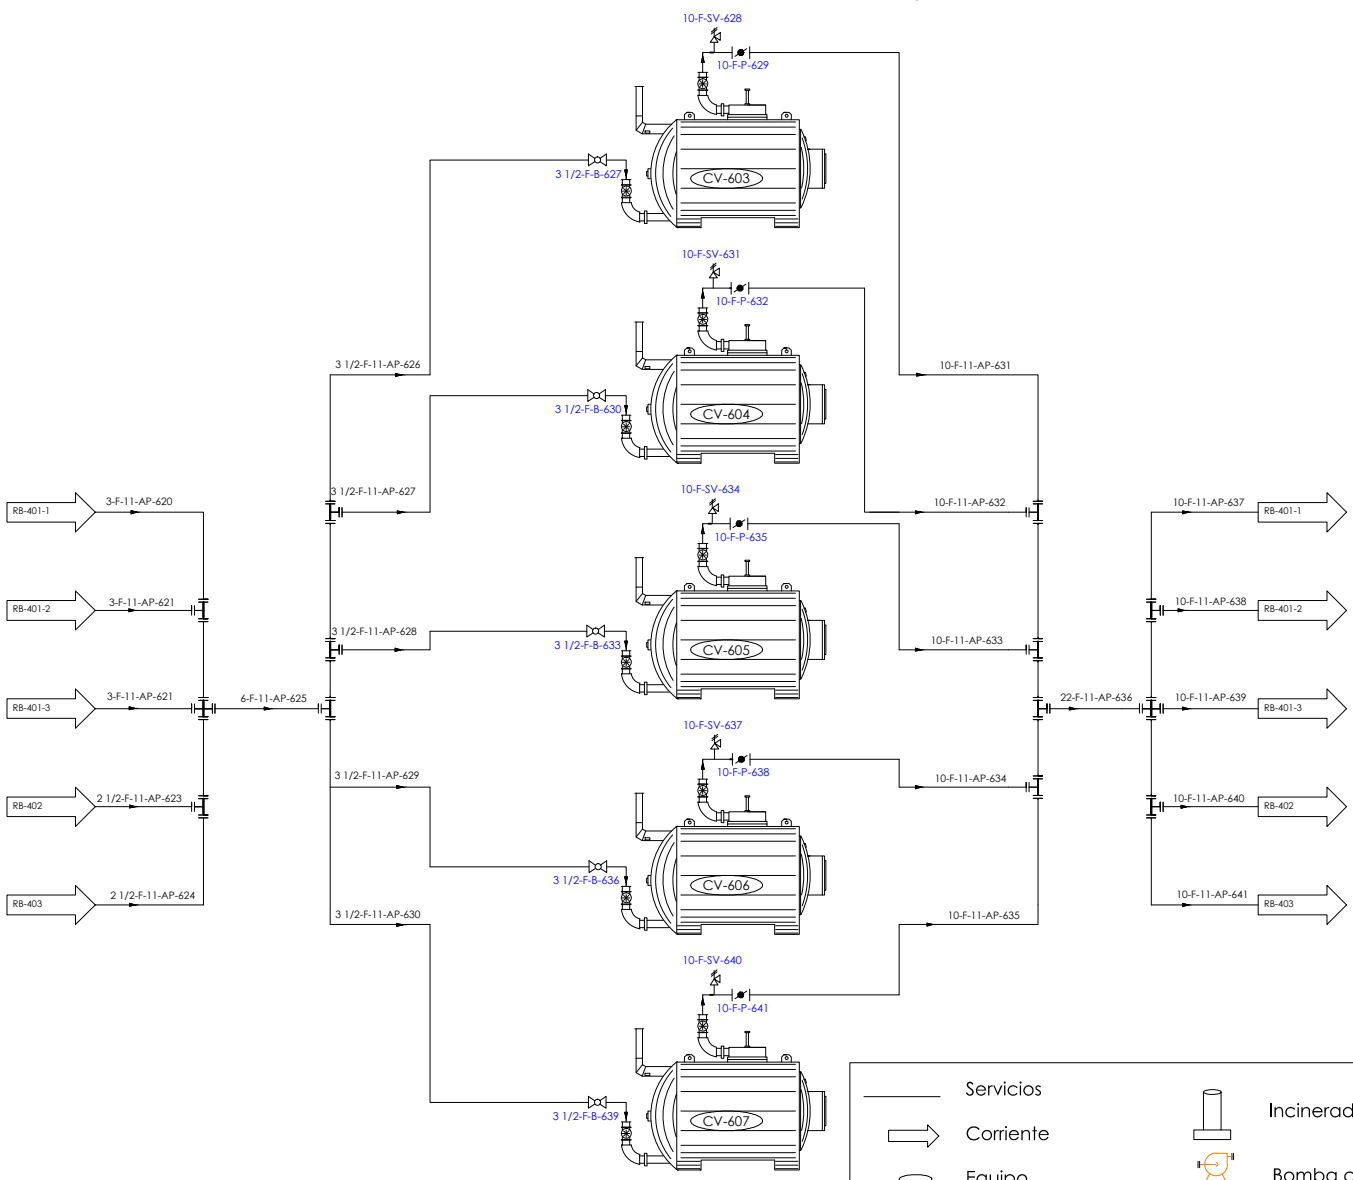 10-F-SV-628
10-F-P-629
3 1/2-F-B-627
CV-603
10-F-SV-631
10-F-P-632
3 1/2-F-11-AP-626
10-F-11-AP-631
3 1/2-F-B-630
CV-604
3-F-11-AP-620
3 1/2-F-11-AP-627
10-F-SV-634
10-F-11-AP-632
10-F-11-AP-637
RB-401-1
RB-401-1
10-F-P-635
3-F-11-AP-621
10-F-11-AP-638
RB-401-2
RB-401-2
3 1/2-F-11-AP-628
3 1/2-F-B-633
CV-605
10-F-11-AP-633
3-F-11-AP-621
6-F-11-AP-625
22-F-11-AP-636
10-F-11-AP-639
RB-401-3
RB-401-3
10-F-SV-637
10-F-P-638
3 1/2-F-11-AP-629
10-F-11-AP-634
2 1/2-F-11-AP-623
10-F-11-AP-640
RB-402
RB-402
3 1/2-F-B-636
CV-606
2 1/2-F-11-AP-624
10-F-11-AP-641
RB-403
RB-403
3 1/2-F-11-AP-630
10-F-11-AP-635
10-F-SV-640
10-F-P-641
3 1/2-F-B-639
CV-607
Servicios
Incinerad
Corriente
Equipo
Bomba